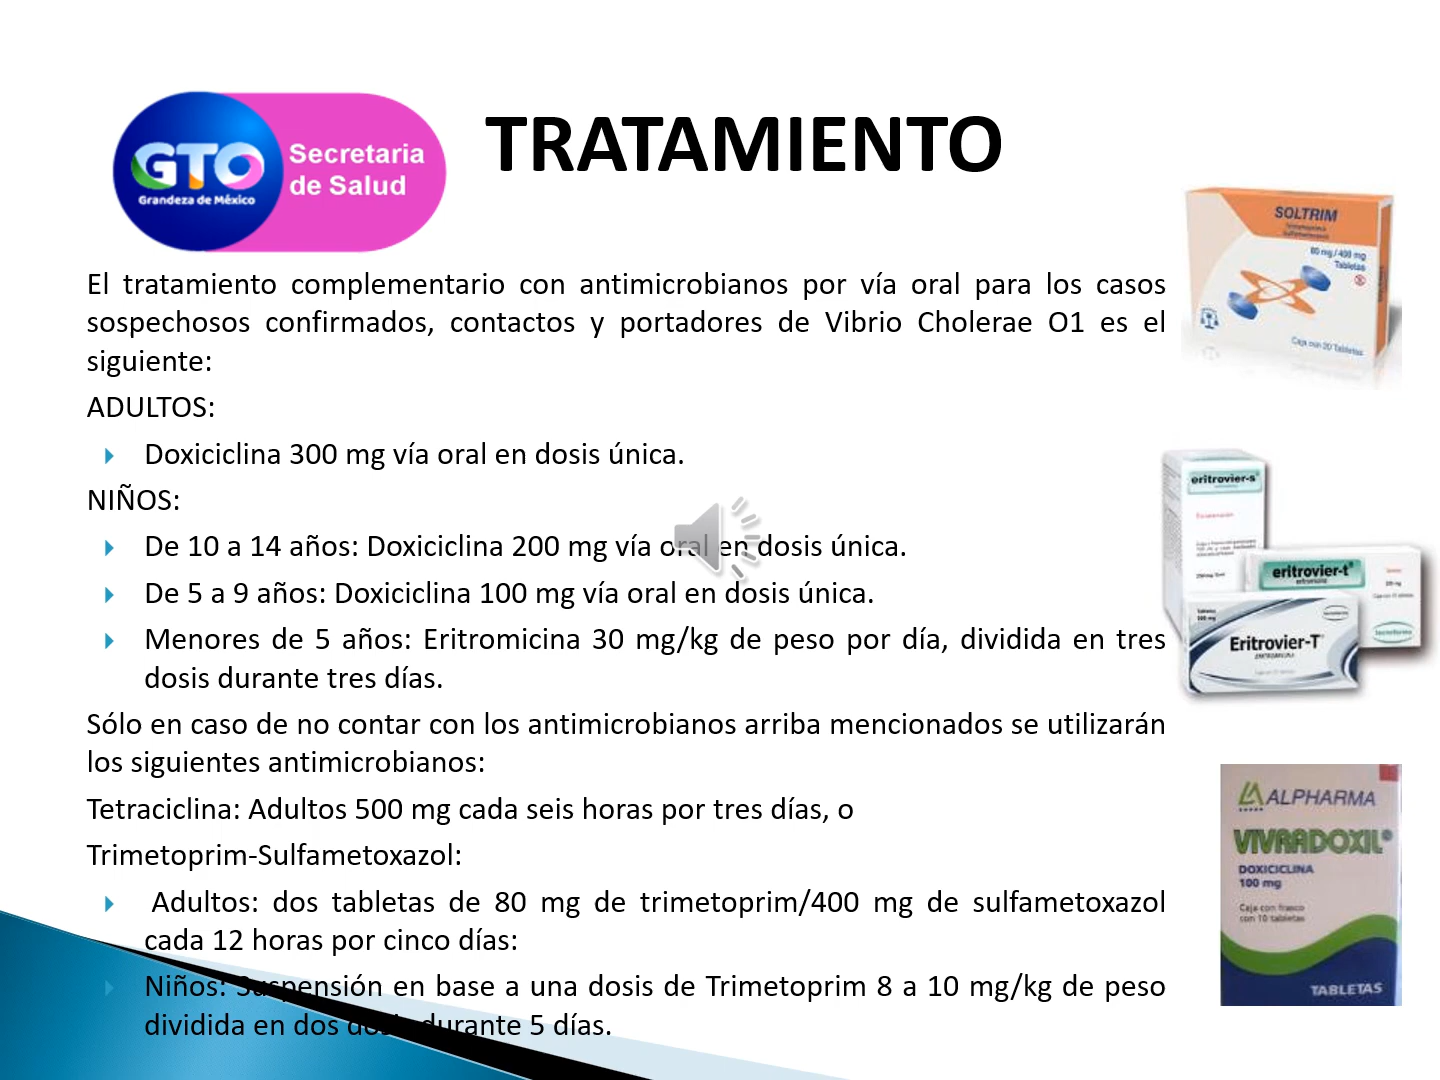 GTO
Grandeza de México
Secretaria
de Salud
TRATAMIENTO
El tratamiento complementario con antimicrobianos por vía oral para los casos
sospechosos confirmados, contactos y portadores de Vibrio Cholerae O1 es el
siguiente:
ADULTOS:
Doxiciclina 300 mg vía oral en dosis única.
NIÑOS:
De 10 a 14 años: Doxiciclina 200 mg vía oral en dosis única.
De 5 a 9 años: Doxiciclina 100 mg vía oral en dosis única.
Menores de 5 años: Eritromicina 30 mg/kg de peso por día, dividida en tres
dosis durante tres días.
Sólo en caso de no contar con los antimicrobianos arriba mencionados se utilizarán
los siguientes antimicrobianos:
Tetraciclina: Adultos 500 mg cada seis horas por tres días, o
Trimetoprim-Sulfametoxazol:
Adultos: dos tabletas de 80 mg de trimetoprim/400 mg de sulfametoxazol
cada 12 horas por cinco días:
Niños: Suspensión en base a una dosis de Trimetoprim 8 a 10 mg/kg de peso
dividida en dos dosis durante 5 días.
SOLTRIM
80 mg / 400 mg
Tabletas
Caja con 20 Tabletas
eritrovier-s
eritrovier-t
Eritrovier-T
ALPHARMA
VIVRADOXIL®
DOXICICLINA
100 mg
Caja con frasco
con 10 tabletas
TABLETAS